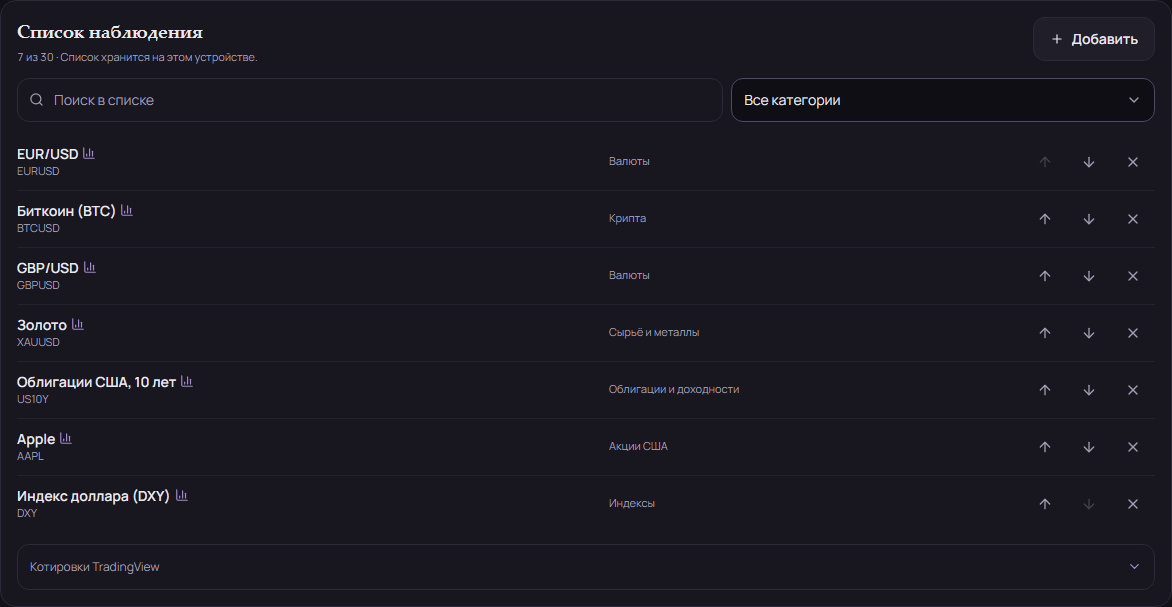 Список наблюдения
7 из 30 · Список хранится на этом устройстве.
+ Добавить
Поиск в списке
Все категории
EUR/USD
EURUSD
Валюты
Биткоин (BTC)
BTCUSD
Крипта
GBP/USD
GBPUSD
Валюты
Золото
XAUUSD
Сырьё и металлы
Облигации США, 10 лет
US10Y
Облигации и доходности
Apple
AAPL
Акции США
Индекс доллара (DXY)
DXY
Индексы
Котировки TradingView